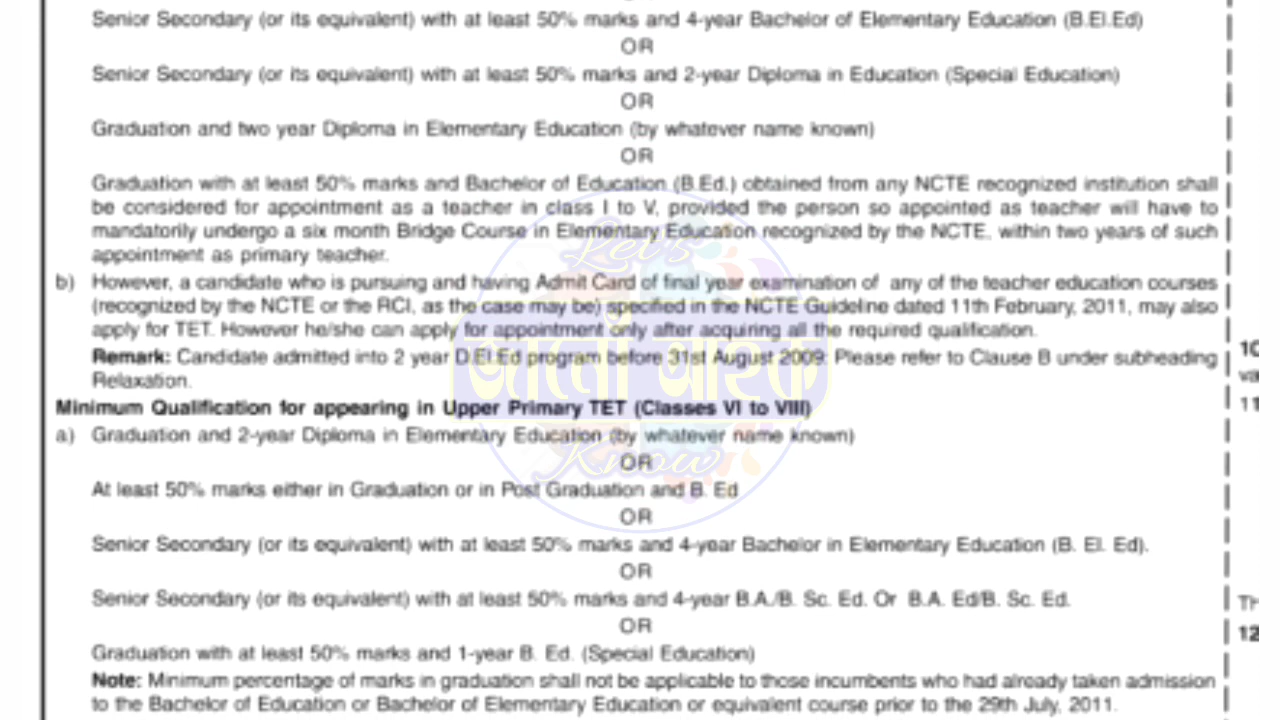 Senior Secondary (or its equivalent) with at least 50% marks and 4-year Bachelor of Elementary Education (B.El.Ed)
OR
Senior Secondary (or its equivalent) with at least 50% marks and 2-year Diploma in Education (Special Education)
OR
Graduation and two year Diploma in Elementary Education (by whatever name known)
OR
Graduation with at least 50% marks and Bachelor of Education (B.Ed.) obtained from any NCTE recognized institution shall
be considered for appointment as a teacher in class I to V, provided the person so appointed as teacher will have to
mandatorily undergo a six month Bridge Course in Elementary Education recognized by the NCTE, within two years of such
appointment as primary teacher.
b) However, a candidate who is pursuing and having Admit Card of final year examination of any of the teacher education courses
(recognized by the NCTE or the RCI, as the case may be) specified in the NCTE Guideline dated 11th February, 2011, may also
apply for TET. However he/she can apply for appointment only after acquiring all the required qualification.
Remark: Candidate admitted into 2 year D.El.Ed program before 31st August 2009: Please refer to Clause B under subheading
Relaxation.
Minimum Qualification for appearing in Upper Primary TET (Classes VI to VIII)
a) Graduation and 2-year Diploma in Elementary Education (by whatever name known)
OR
At least 50% marks either in Graduation or in Post Graduation and B. Ed
OR
Senior Secondary (or its equivalent) with at least 50% marks and 4-year Bachelor in Elementary Education (B. El. Ed).
OR
Senior Secondary (or its equivalent) with at least 50% marks and 4-year B.A./B. Sc. Ed. Or B.A. Ed/B. Sc. Ed.
OR
Graduation with at least 50% marks and 1-year B. Ed. (Special Education)
Note: Minimum percentage of marks in graduation shall not be applicable to those incumbents who had already taken admission
to the Bachelor of Education or Bachelor of Elementary Education or equivalent course prior to the 29th July, 2011.
Let's
Know
10
va
11
12